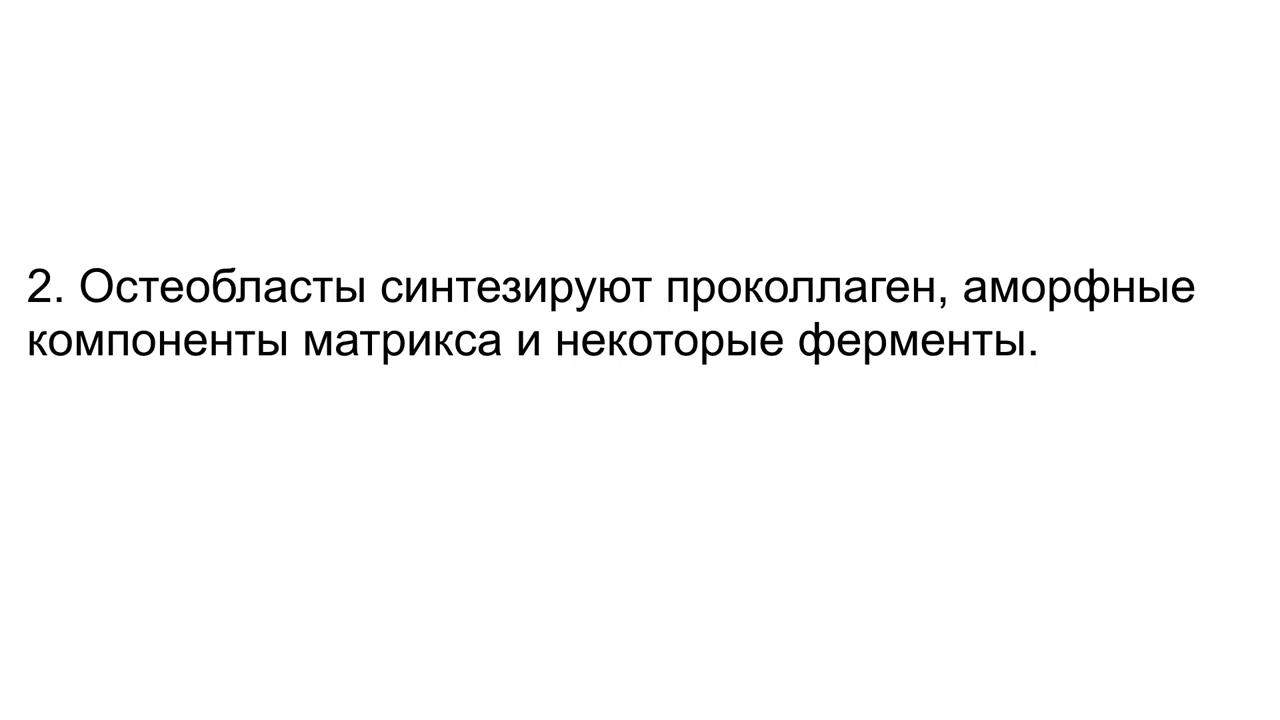 2. Остеобласты синтезируют проколлаген, аморфные
компоненты матрикса и некоторые ферменты.